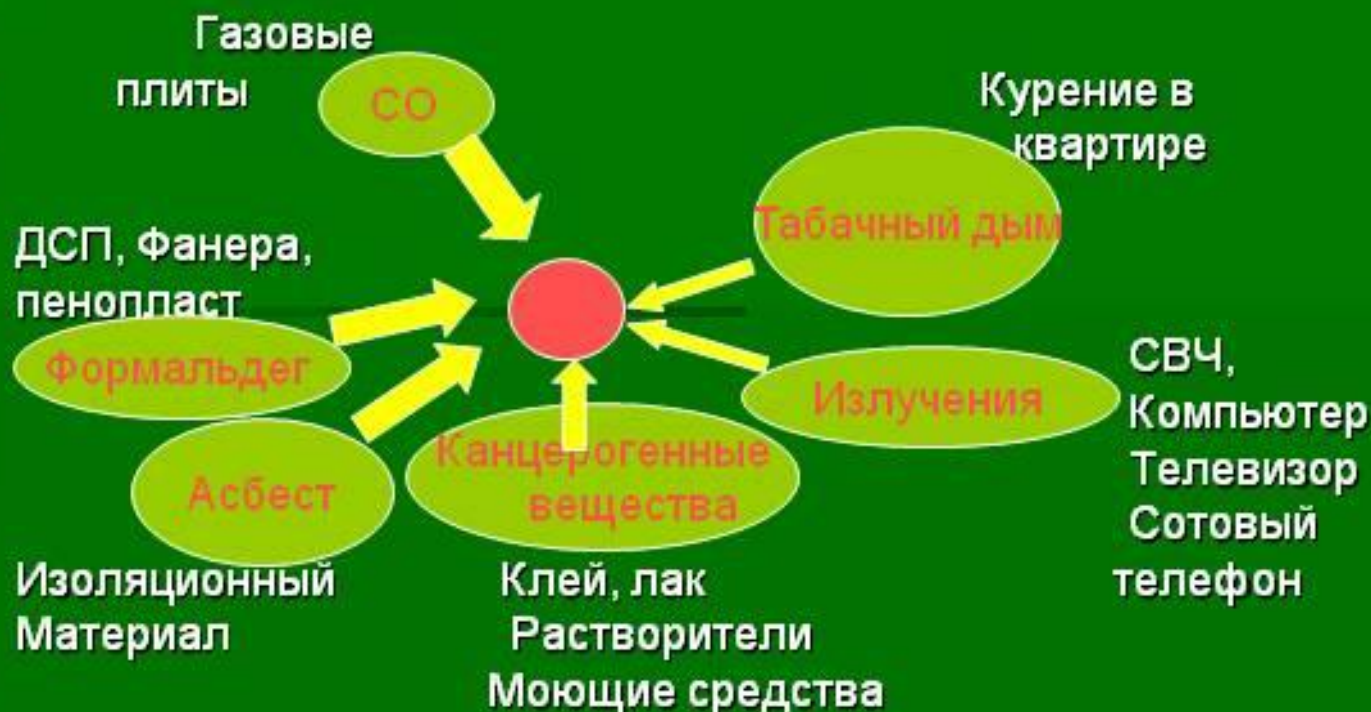 Газовые
плиты
СО
Курение в
квартире
Табачный дым
ДСП, Фанера,
пенопласт
Формальдег
Асбест
Изоляционный
Материал
Канцерогенные
вещества
Клей, лак
Растворители
Моющие средства
Излучения
СВЧ,
Компьютер
Телевизор
Сотовый
телефон